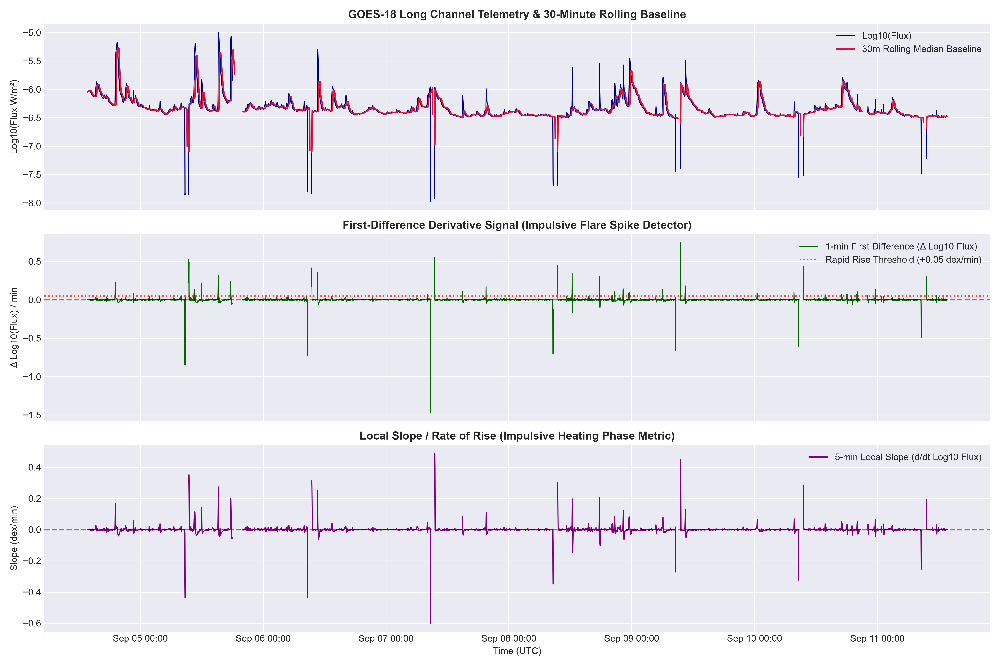 GOES-18 Long Channel Telemetry & 30-Minute Rolling Baseline
Log10(Flux W/m²)
−5.0
−5.5
−6.0
−6.5
−7.0
−7.5
−8.0
Log10(Flux)
30m Rolling Median Baseline
First-Difference Derivative Signal (Impulsive Flare Spike Detector)
Δ Log10(Flux) / min
0.5
0.0
−0.5
−1.0
−1.5
1-min First Difference (Δ Log10 Flux)
Rapid Rise Threshold (+0.05 dex/min)
Local Slope / Rate of Rise (Impulsive Heating Phase Metric)
Slope (dex/min)
0.4
0.2
0.0
−0.2
−0.4
−0.6
5-min Local Slope (d/dt Log10 Flux)
Sep 05 00:00
Sep 06 00:00
Sep 07 00:00
Sep 08 00:00
Sep 09 00:00
Sep 10 00:00
Sep 11 00:00
Time (UTC)